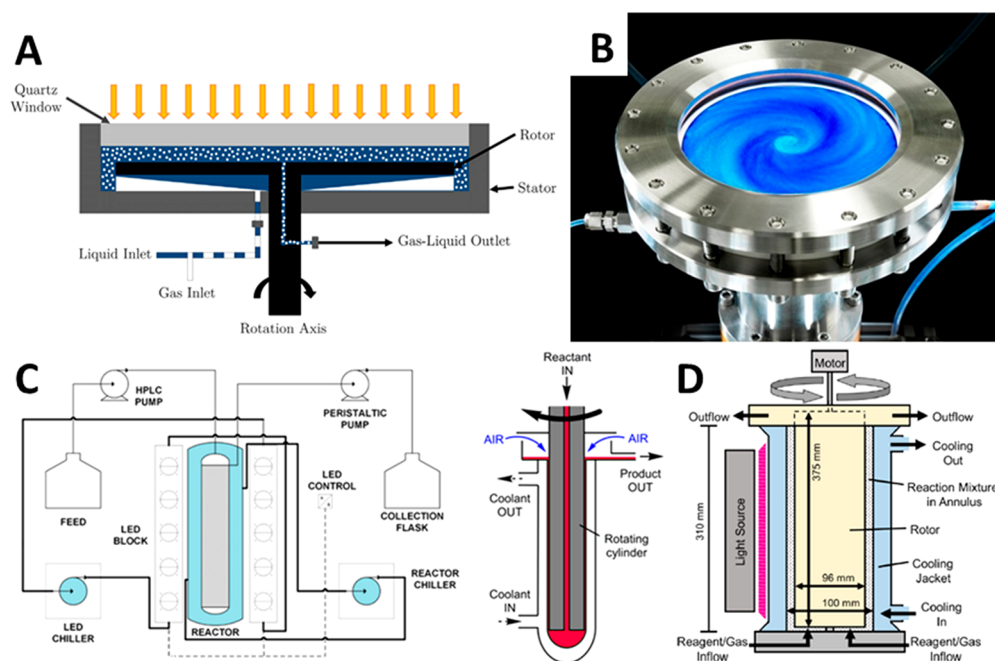 A
Quartz
Window
Rotor
Stator
Liquid Inlet
Gas-Liquid Outlet
Gas Inlet
Rotation Axis
B
C
HPLC
PUMP
PERISTALTIC
PUMP
FEED
LED
BLOCK
LED
CONTROL
COLLECTION
FLASK
LED
CHILLER
REACTOR
REACTOR
CHILLER
Reactant
IN
AIR
AIR
Product
OUT
Coolant
OUT
Rotating
cylinder
Coolant
IN
D
Motor
Outflow
Outflow
Cooling
Out
310 mm
375 mm
Light Source
Reaction Mixture
in Annulus
Rotor
Cooling
Jacket
96 mm
100 mm
Cooling
In
Reagent/Gas
Inflow
Reagent/Gas
Inflow